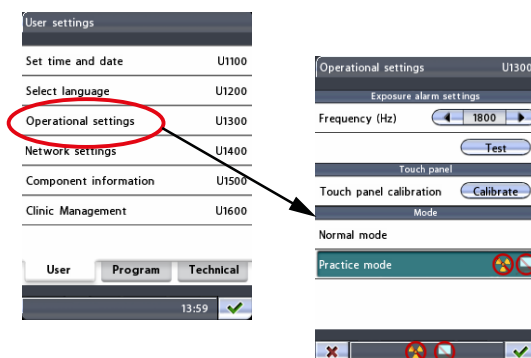 User settings
Set time and date U1100
Select language U1200
Operational settings U1300
Network settings U1400
Component information U1500
Clinic Management U1600
User Program Technical
13:59
Operational settings U1300
Exposure alarm settings
Frequency (Hz) 1800
Test
Touch panel
Touch panel calibration Calibrate
Mode
Normal mode
Practice mode